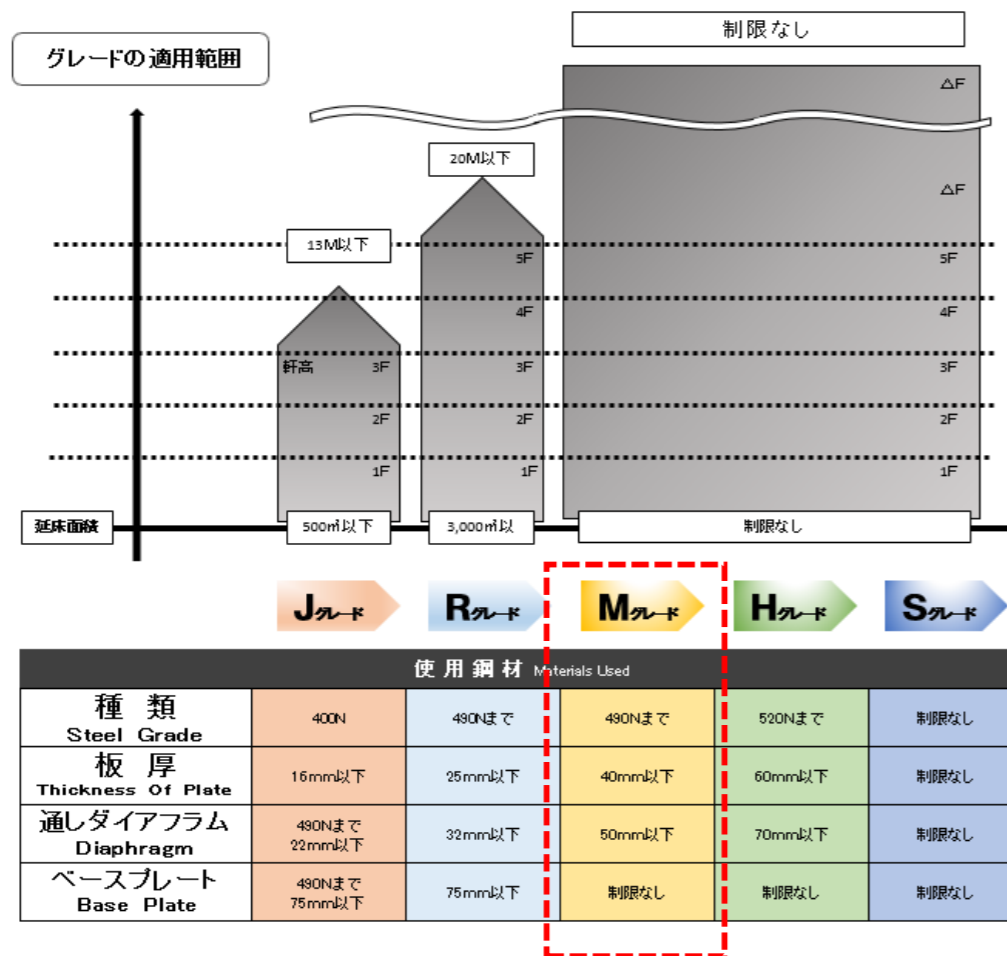 制限なし
グレードの適用範囲
△F
20M以下
△F
13M以下
5F
5F
4F
4F
軒高
3F
3F
3F
2F
2F
2F
1F
1F
1F
延床面積
500㎡以下
3,000㎡以
制限なし
Jグレード
Rグレード
Mグレード
Hグレード
Sグレード
使用鋼材 Materials Used
種類
Steel Grade
400N
490Nまで
490Nまで
520Nまで
制限なし
板厚
Thickness Of Plate
16mm以下
25mm以下
40mm以下
60mm以下
制限なし
通しダイアフラム
Diaphragm
490Nまで
22mm以下
32mm以下
50mm以下
70mm以下
制限なし
ベースプレート
Base Plate
490Nまで
75mm以下
75mm以下
制限なし
制限なし
制限なし